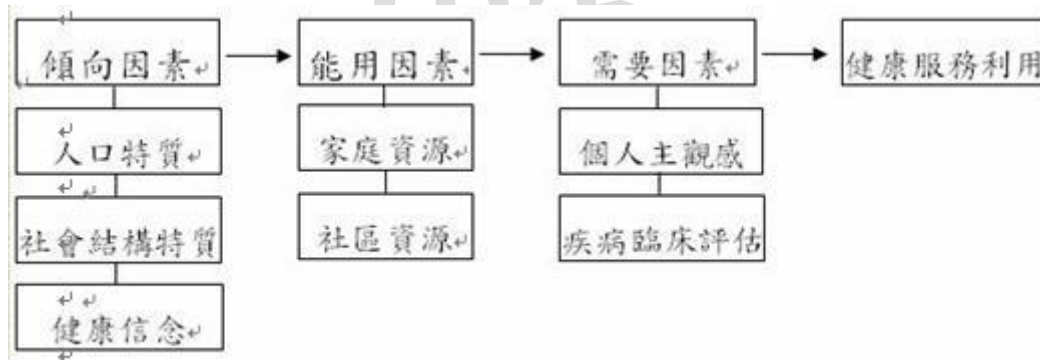 傾向因素
能用因素
需要因素
健康服務利用
人口特質
家庭資源
個人主觀感
社會結構特質
社區資源
疾病臨床評估
健康信念